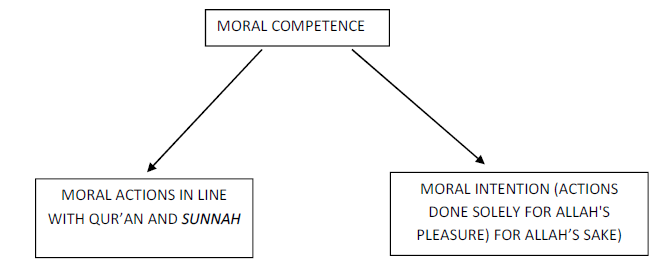 MORAL COMPETENCE
MORAL ACTIONS IN LINE
WITH QUR’AN AND SUNNAH
MORAL INTENTION (ACTIONS
DONE SOLELY FOR ALLAH'S
PLEASURE) FOR ALLAH’S SAKE)